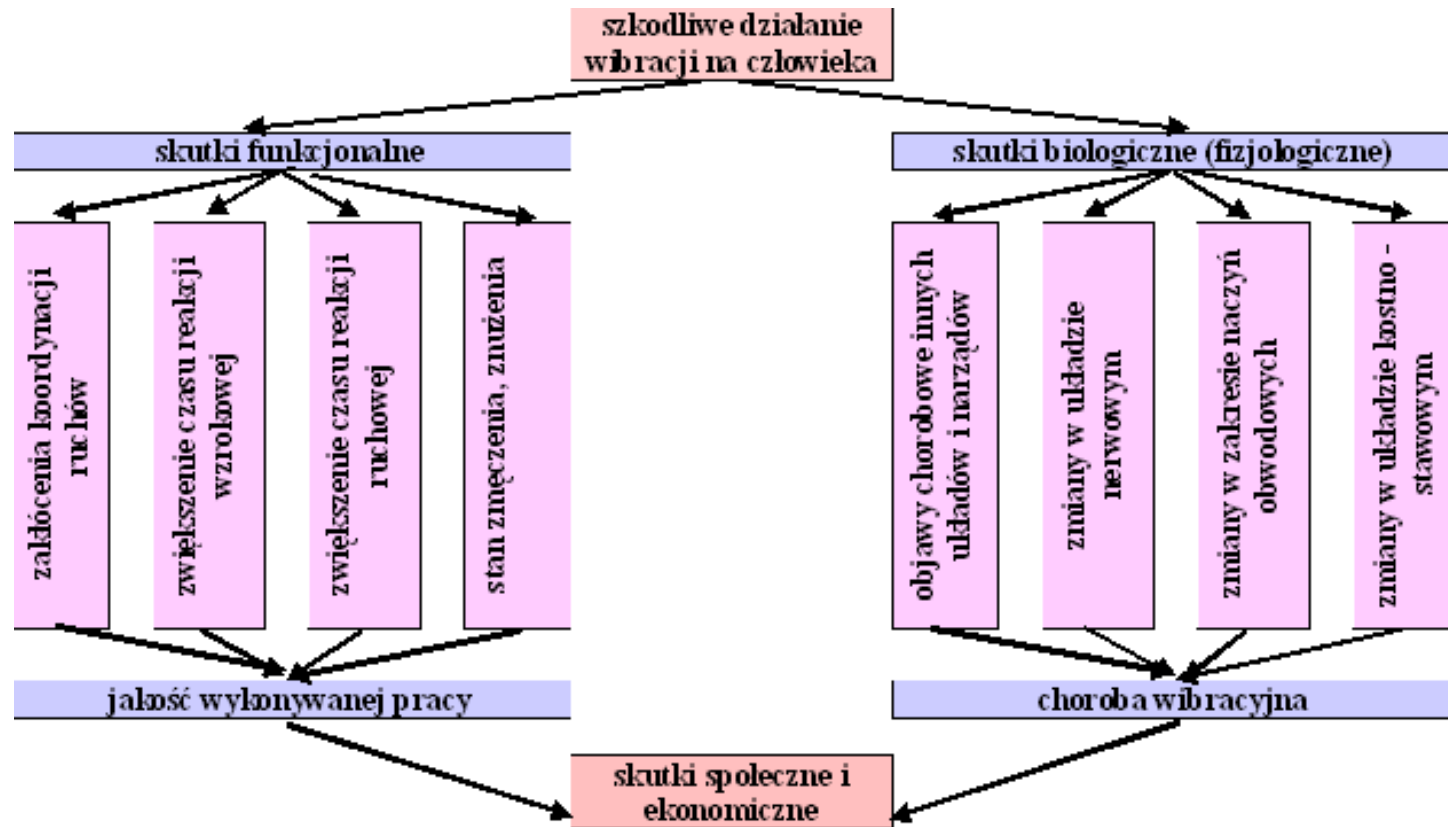 szkodliwe działanie
wibracji na człowieka
skutki funkcjonalne
skutki biologiczne (fizjologiczne)
zakłócenia koordynacji
ruchów
zwiększenie czasu reakcji
wzrokowej
zwiększenie czasu reakcji
ruchowej
stan zmęczenia, znużenia
objawy chorobowe innych
układów i narządów
zmiany w układzie
nerwowym
zmiany w zakresie naczyń
obwodowych
zmiany w układzie kostno -
stawowym
jakość wykonywanej pracy
choroba wibracyjna
skutki społeczne i
ekonomiczne